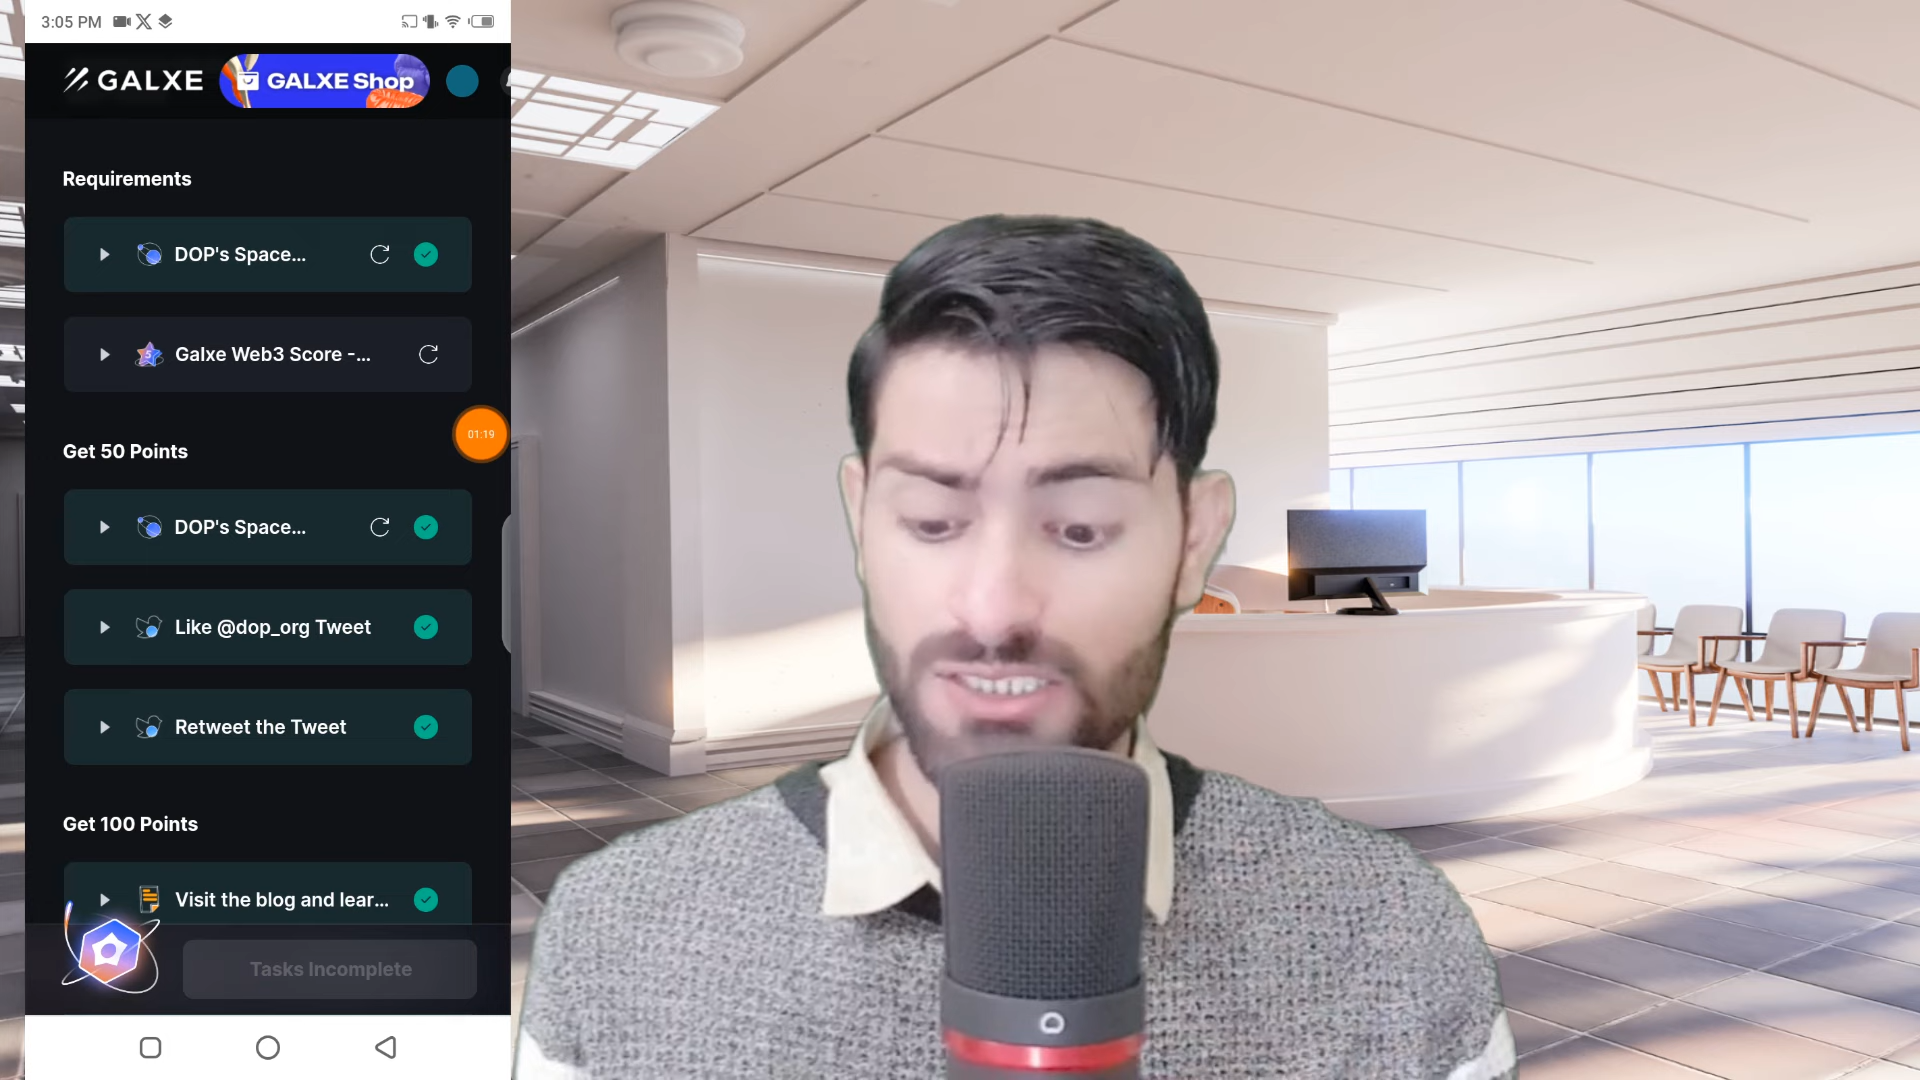 3:05 PM
GALXE
GALXE Shop
Requirements
DOP's Space...
Galxe Web3 Score -...
01:19
Get 50 Points
DOP's Space...
Like @dop_org Tweet
Retweet the Tweet
Get 100 Points
Visit the blog and lear...
Tasks Incomplete